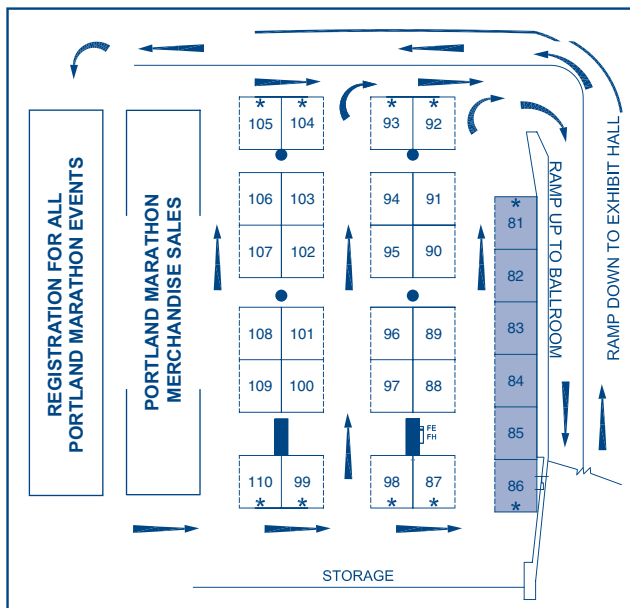 REGISTRATION FOR ALL
PORTLAND MARATHON EVENTS
PORTLAND MARATHON
MERCHANDISE SALES
* *
105 104
* *
93 92
106 103
94 91
107 102
95 90
108 101
96 89
109 100
97 88
FE
FH
110 99
* *
98 87
* *
*
81
82
83
84
85
86
*
RAMP UP TO BALLROOM
RAMP DOWN TO EXHIBIT HALL
STORAGE